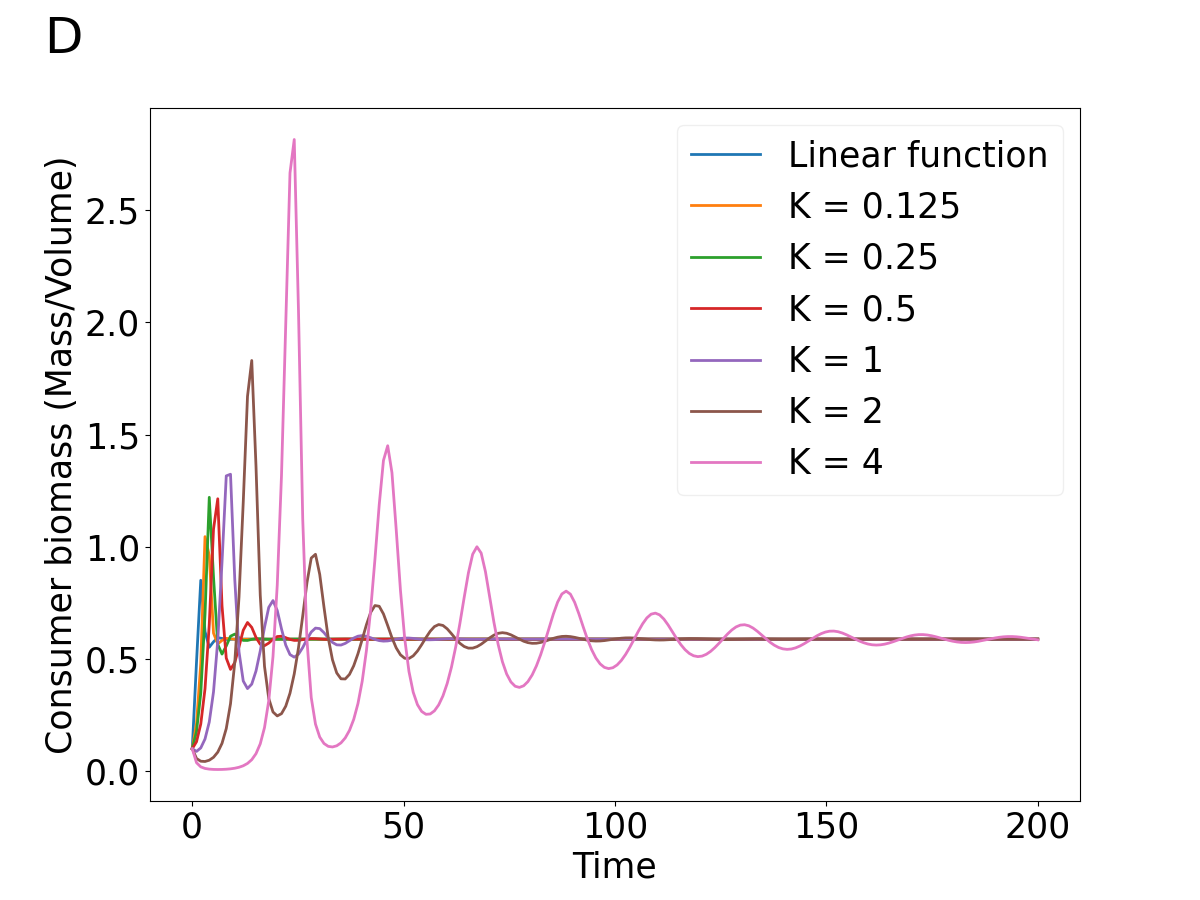 D
Consumer biomass (Mass/Volume)
2.5
2.0
1.5
1.0
0.5
0.0
Linear function
K = 0.125
K = 0.25
K = 0.5
K = 1
K = 2
K = 4
0 50 100 150 200
Time